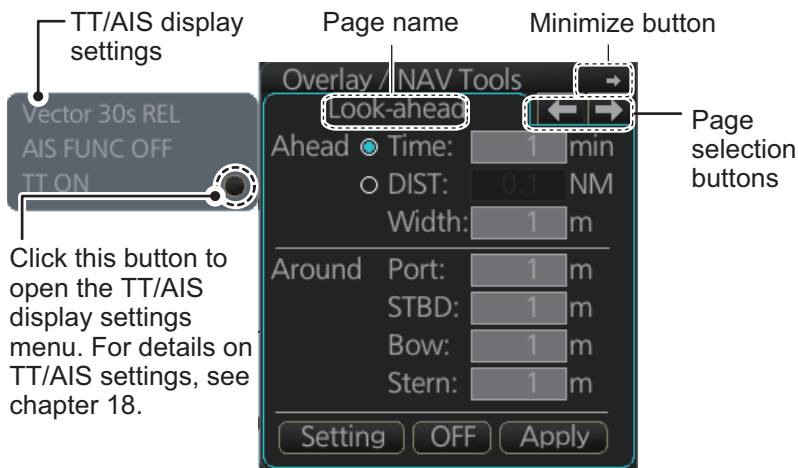 TT/AIS display
settings
Page name
Minimize button
Vector 30s REL
AIS FUNC OFF
TT ON
Click this button to
open the TT/AIS
display settings
menu. For details on
TT/AIS settings, see
chapter 18.
Overlay / NAV Tools
Look-ahead
Ahead Time: 1 min
DIST: 0.1 NM
Width: 1 m
Around Port: 1 m
STBD: 1 m
Bow: 1 m
Stern: 1 m
Setting OFF Apply
Page
selection
buttons